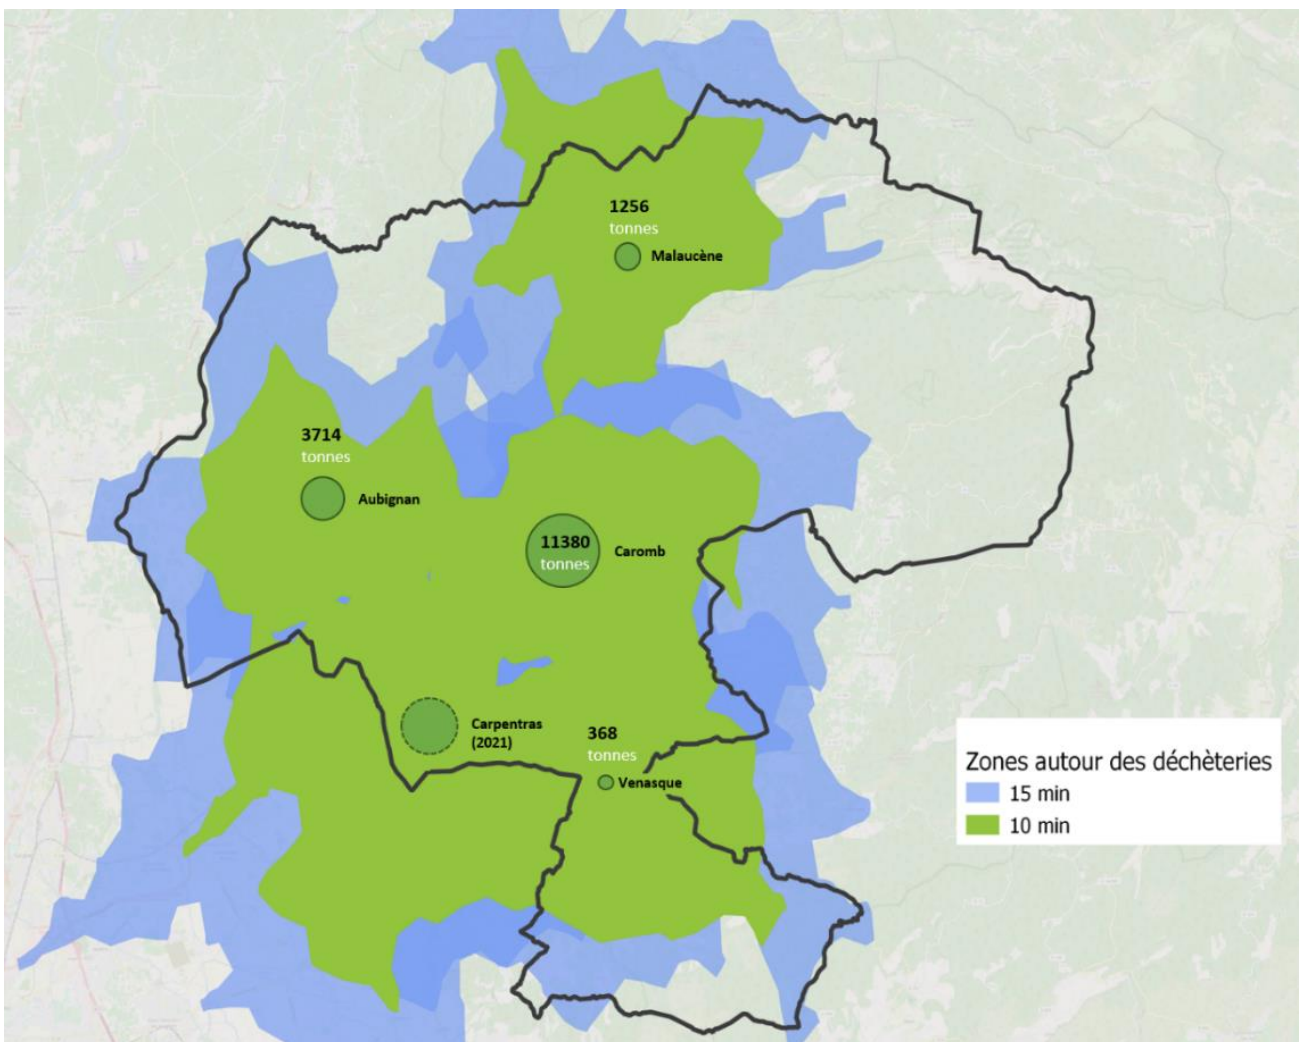 1256
tonnes
Malaucène
3714
tonnes
Aubignan
11380
tonnes
Caromb
Carpentras
(2021)
368
tonnes
Venasque
Zones autour des déchèteries
15 min
10 min